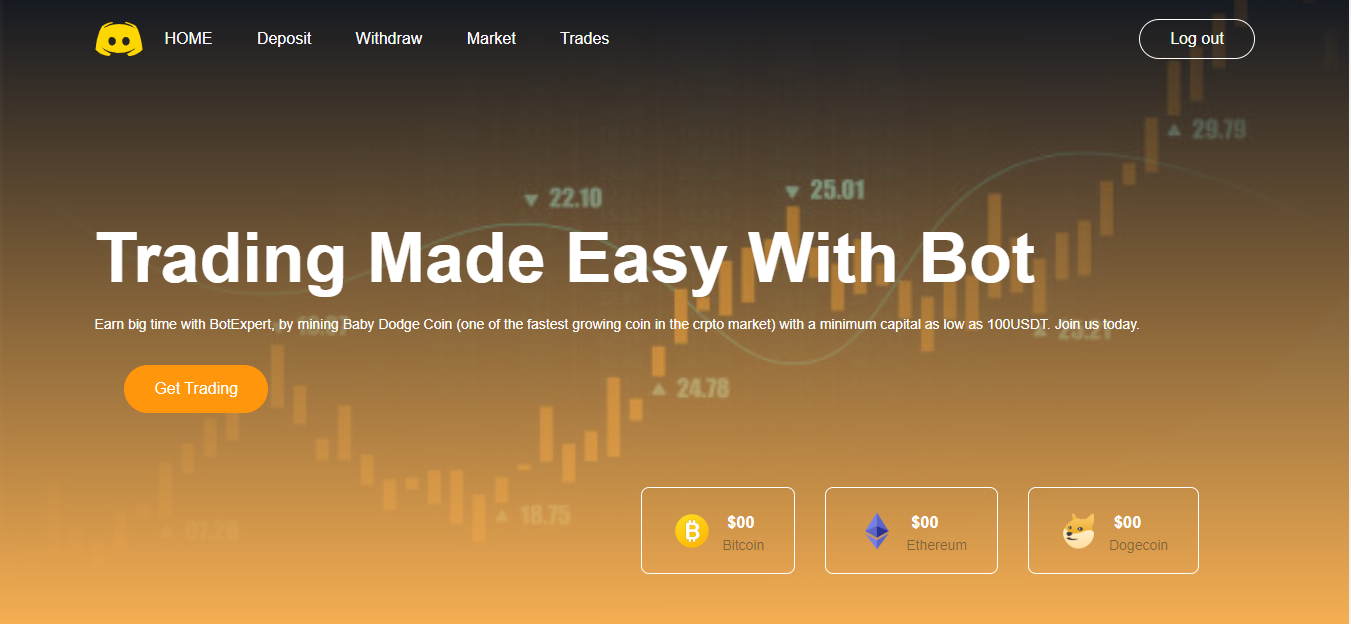 HOME Deposit Withdraw Market Trades Log out
29.79
22.10 25.01
Trading Made Easy With Bot
Earn big time with BotExpert, by mining Baby Dodge Coin (one of the fastest growing coin in the crpto market) with a minimum capital as low as 100USDT. Join us today.
Get Trading
24.78
18.75
07.28
$00
Bitcoin
$00
Ethereum
$00
Dogecoin